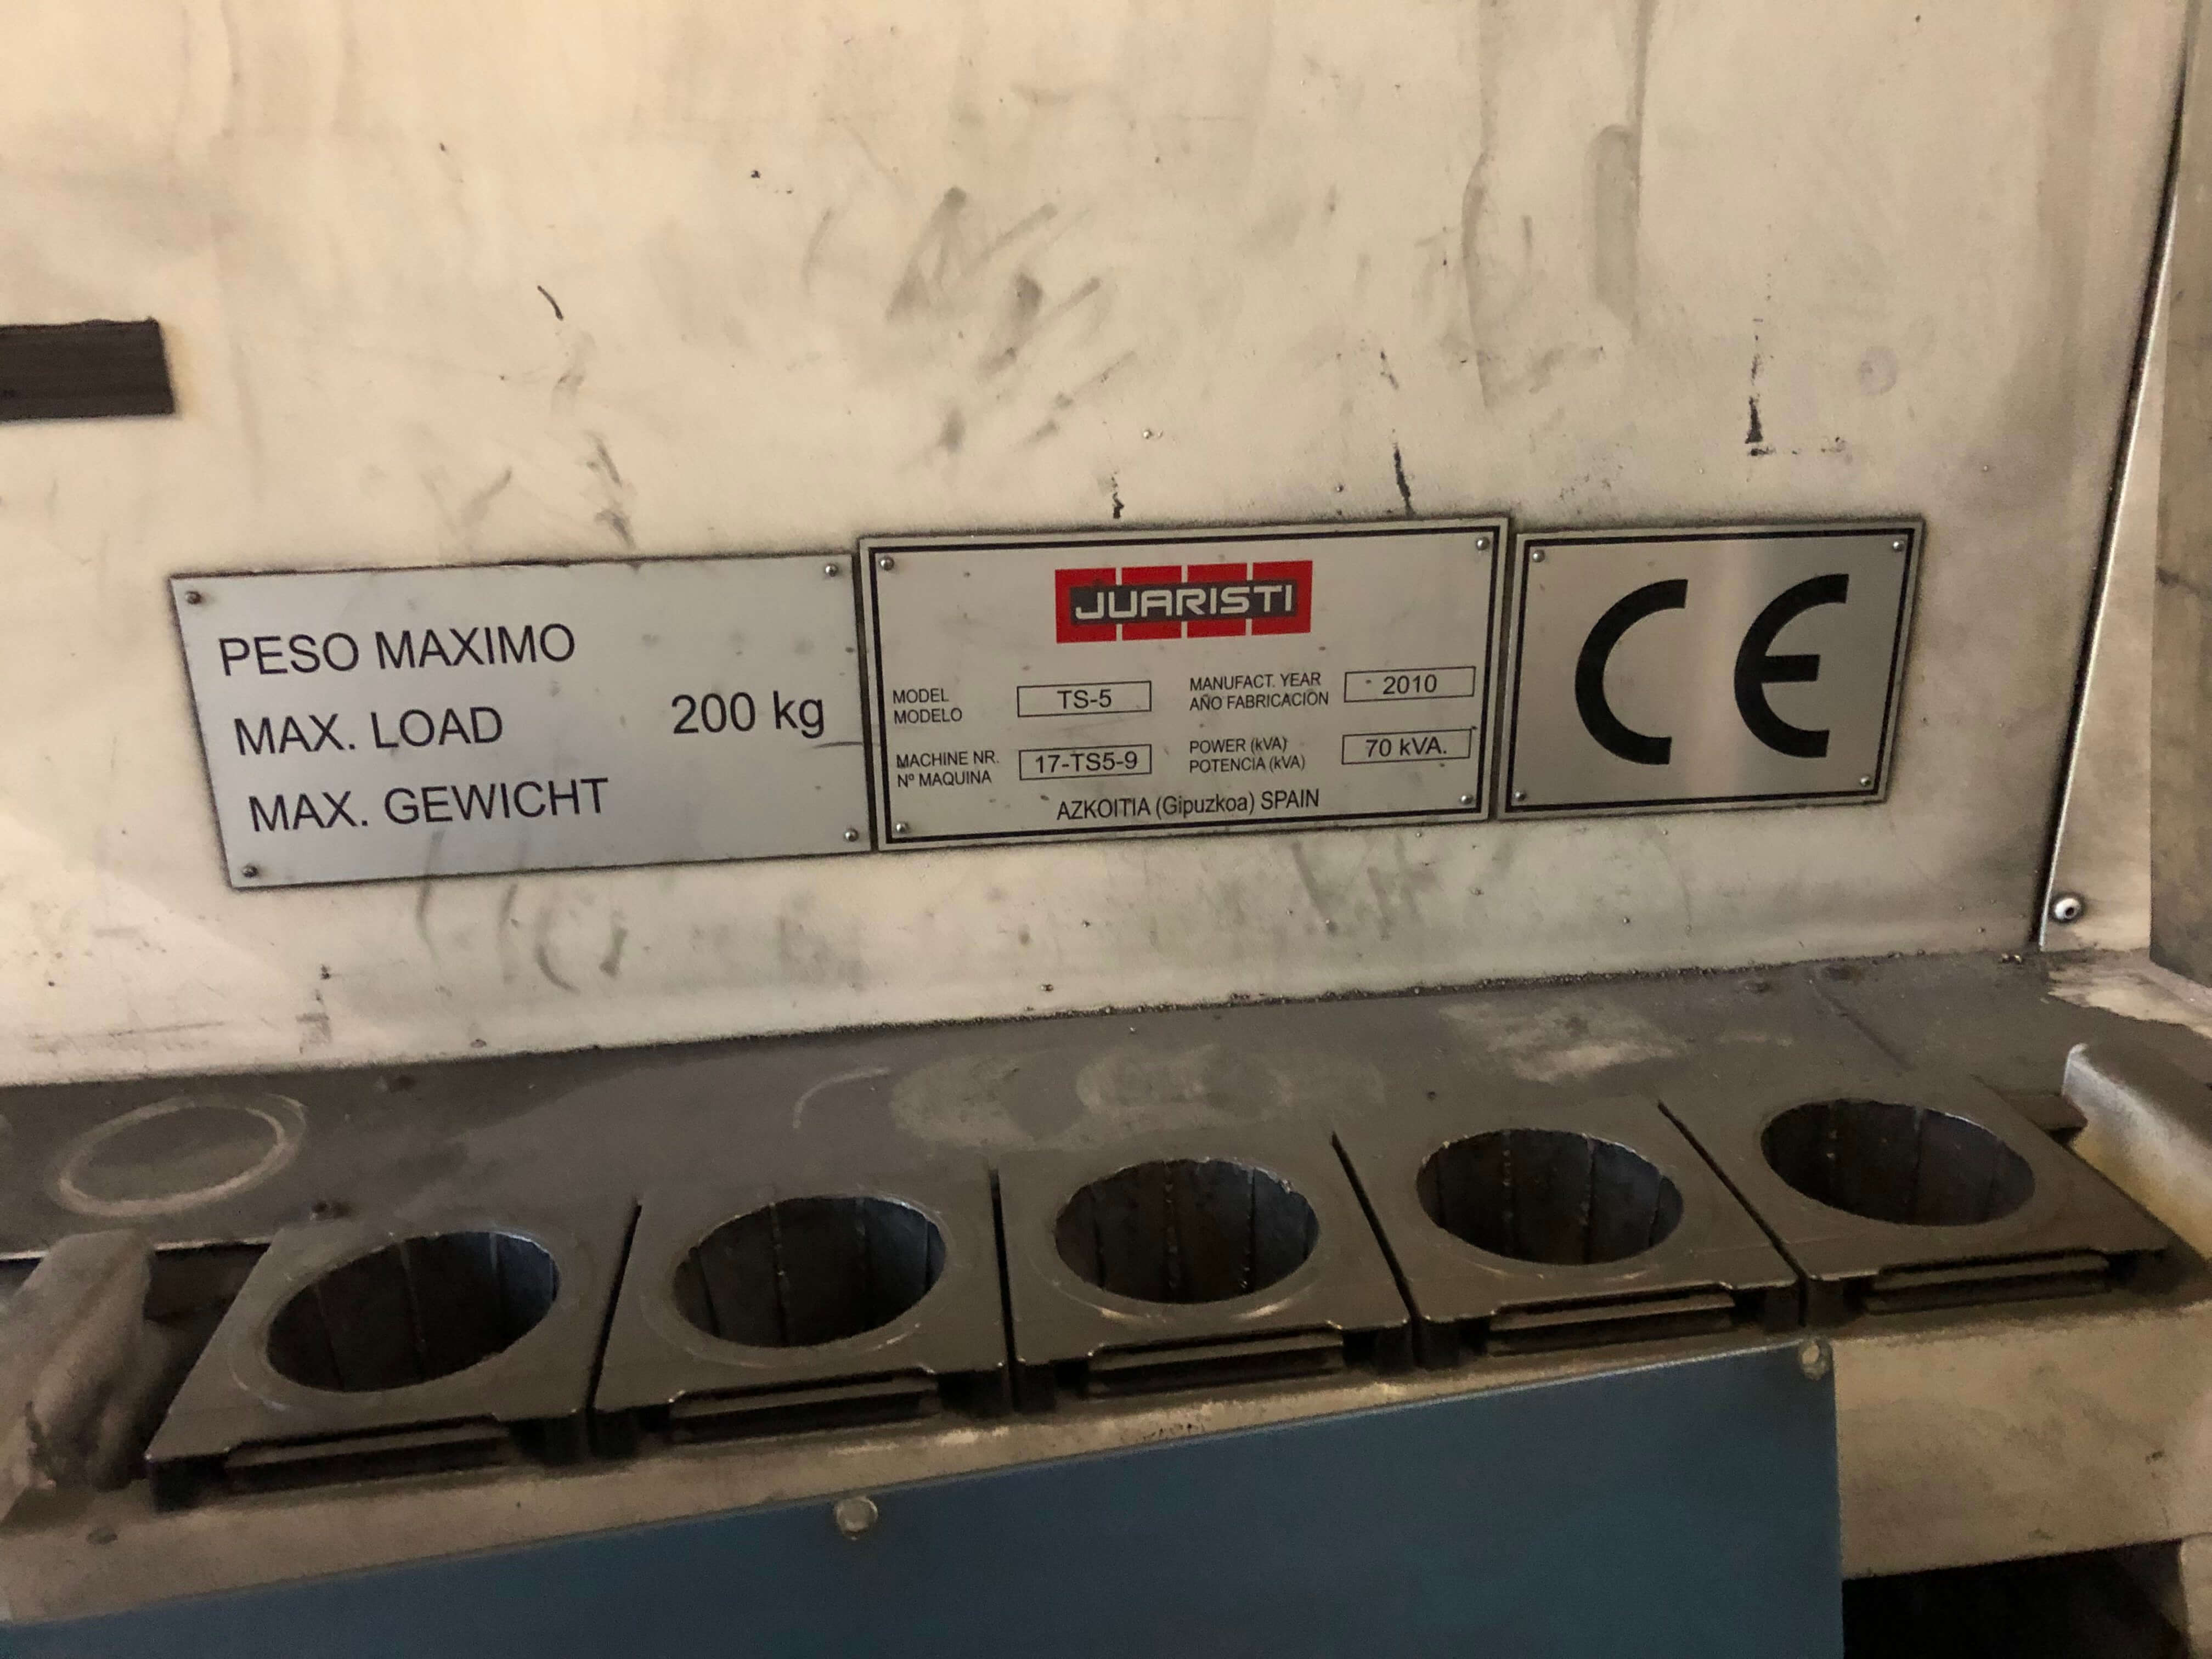 PESO MAXIMO
MAX. LOAD 200 kg
MAX. GEWICHT
JUARISTI
MODEL
MODELO
TS-5
MANUFACT. YEAR
AÑO FABRICACION
2010
MACHINE NR.
Nº MAQUINA
17-TS5-9
POWER (kVA)
POTENCIA (kVA)
70 kVA.
AZKOITIA (Gipuzkoa) SPAIN
CE